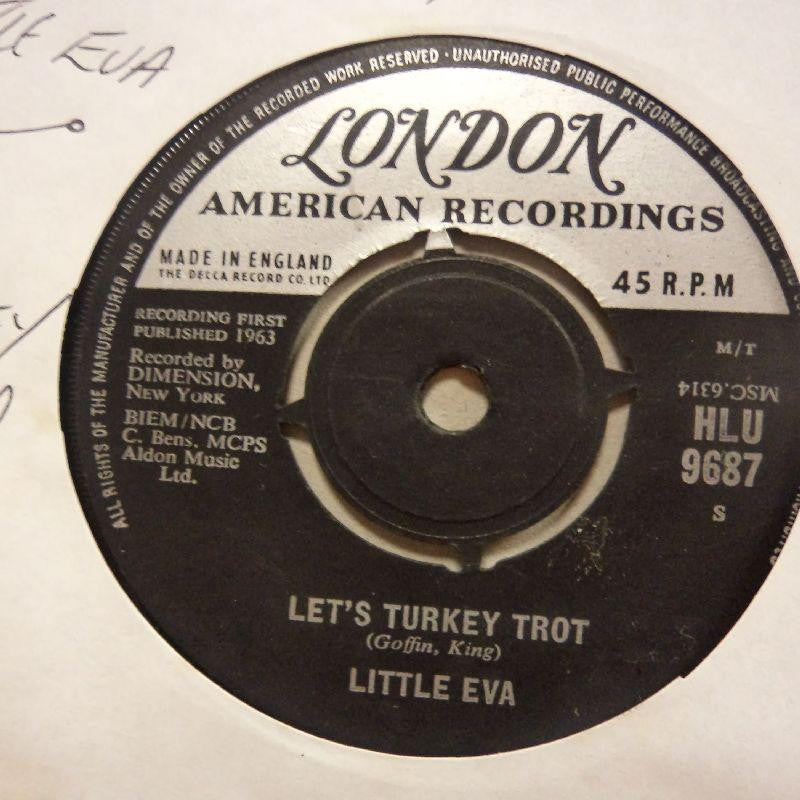 LE EVA
ALL RIGHTS OF THE MANUFACTURER AND OF THE OWNER OF THE RECORDED WORK RESERVED · UNAUTHORISED PUBLIC PERFORMANCE BROADCASTING AND
LONDON
AMERICAN RECORDINGS
MADE IN ENGLAND
THE DECCA RECORD CO. LTD
45 R.P.M
RECORDING FIRST
PUBLISHED 1963
Recorded by
DIMENSION,
NEW YORK
BIEM/NCB
C. Bens. MCPS
Aldon Music
Ltd.
M/T
MSC.6314
HLU
9687
S
LET'S TURKEY TROT
(Goffin, King)
LITTLE EVA